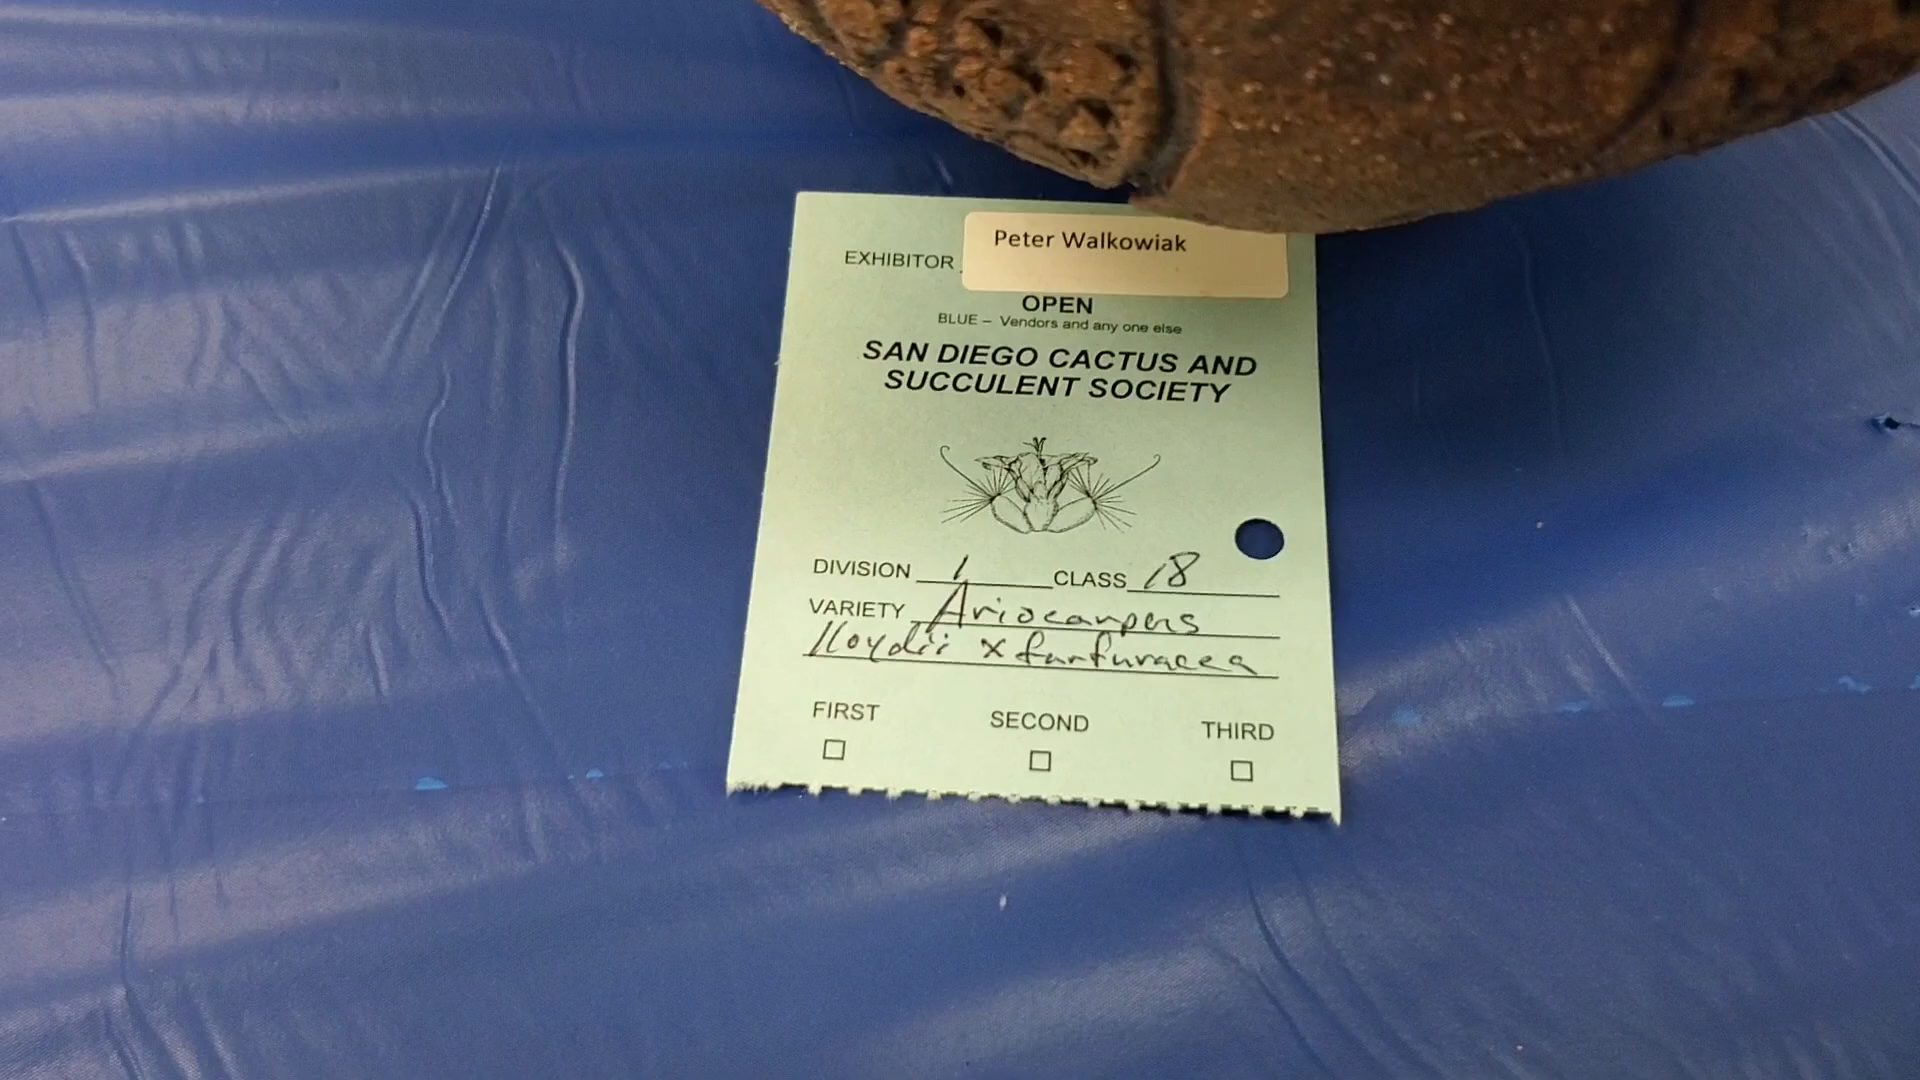 Peter Walkowiak
EXHIBITOR
OPEN
BLUE – Vendors and any one else
SAN DIEGO CACTUS AND
SUCCULENT SOCIETY
DIVISION 1 CLASS 18
VARIETY Ariocarpus
lloydii x furfuracea
FIRST SECOND THIRD